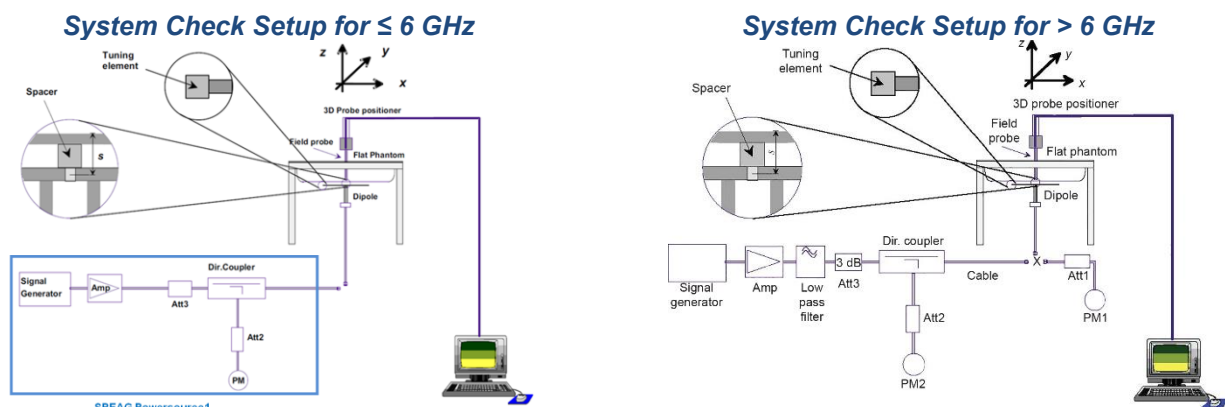 System Check Setup for ≤ 6 GHz
Tuning
element
z
y
x
Spacer
3D Probe positioner
Field probe
s
Flat Phantom
Dipole
Signal
Generator
Amp
Att3
Dir.Coupler
Att2
PM
SPEAG Powersource1
System Check Setup for > 6 GHz
Tuning
element
z
y
x
Spacer
3D probe positioner
Field
probe
s
Flat phantom
Dipole
Signal
generator
Amp
Low
pass
filter
3 dB
Att3
Dir. coupler
Cable
X
Att1
PM1
Att2
PM2